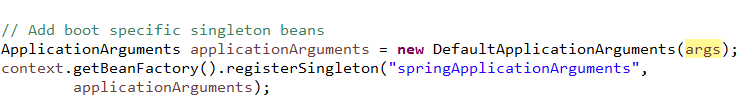 // Add boot specific singleton beans
ApplicationArguments applicationArguments = new DefaultApplicationArguments(args);
context.getBeanFactory().registerSingleton("springApplicationArguments",
        applicationArguments);